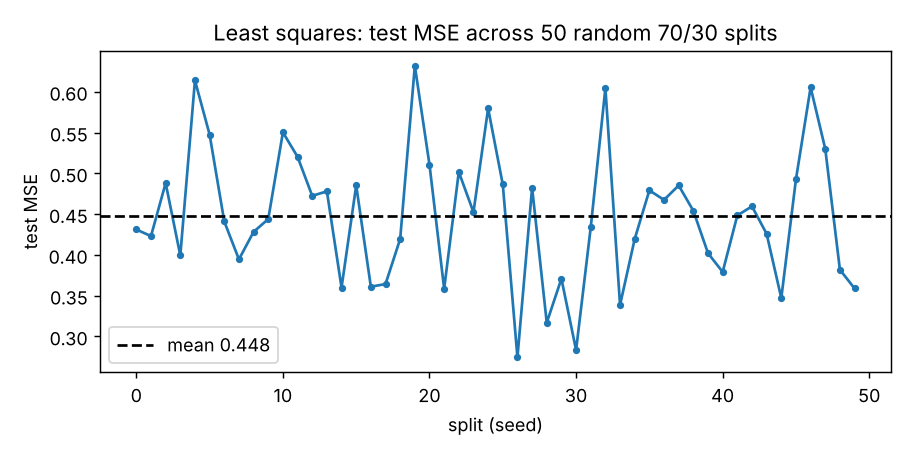 Least squares: test MSE across 50 random 70/30 splits
test MSE
0.60
0.55
0.50
0.45
0.40
0.35
0.30
mean 0.448
0 10 20 30 40 50
split (seed)